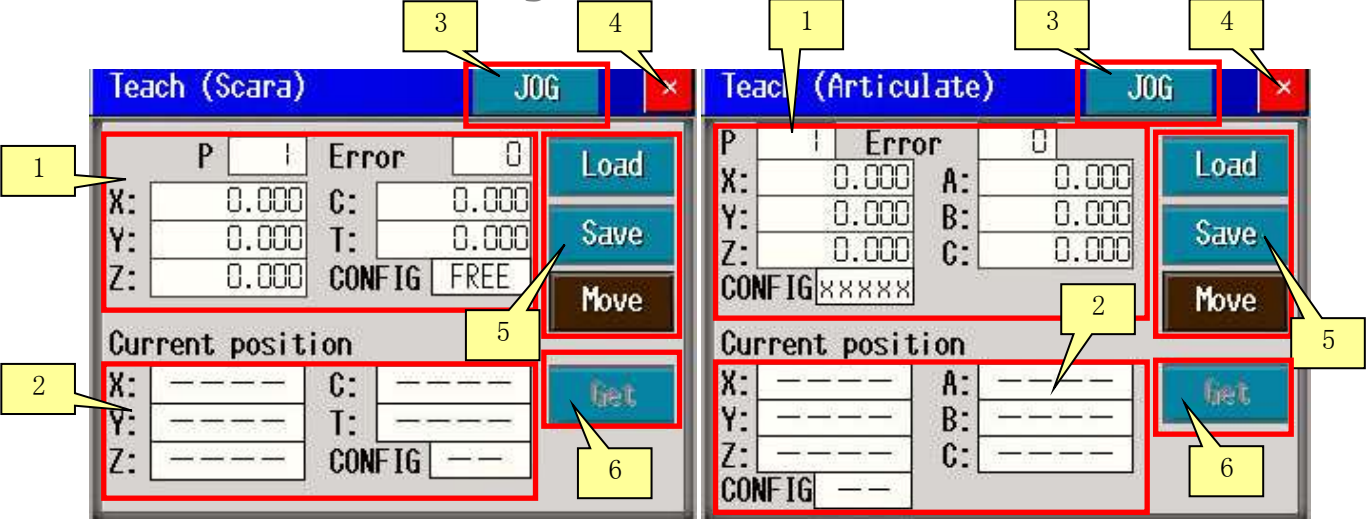 3
4
1
3
4
Teach (Scara) JOG ×
Teach (Articulate) JOG ×
1
P 1 Error 0
X: 0.000 C: 0.000
Y: 0.000 T: 0.000
Z: 0.000 CONFIG FREE
Load
Save
Move
5
Current position
2
X: ---- C: ----
Y: ---- T: ----
Z: ---- CONFIG --
Get
6
P 1 Error 0
X: 0.000 A: 0.000
Y: 0.000 B: 0.000
Z: 0.000 C: 0.000
CONFIG xxxxx
Load
Save
Move
5
2
Current position
X: ---- A: ----
Y: ---- B: ----
Z: ---- C: ----
CONFIG --
Get
6